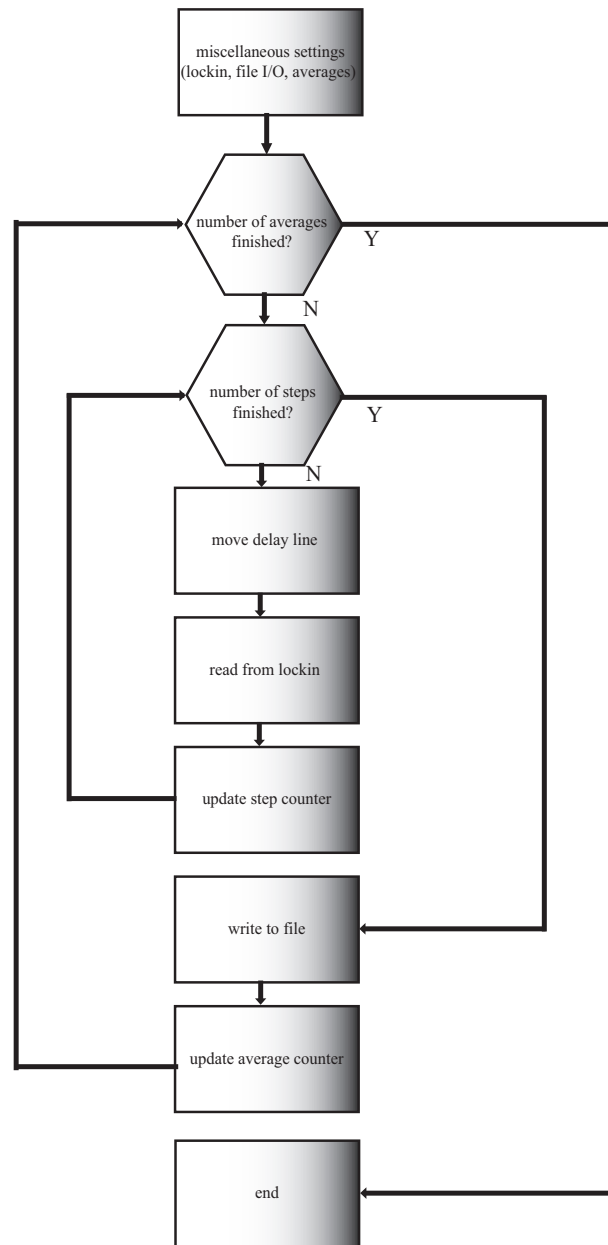 miscellaneous settings
(lockin, file I/O, averages)
number of averages
finished?
Y
N
number of steps
finished?
Y
N
move delay line
read from lockin
update step counter
write to file
update average counter
end